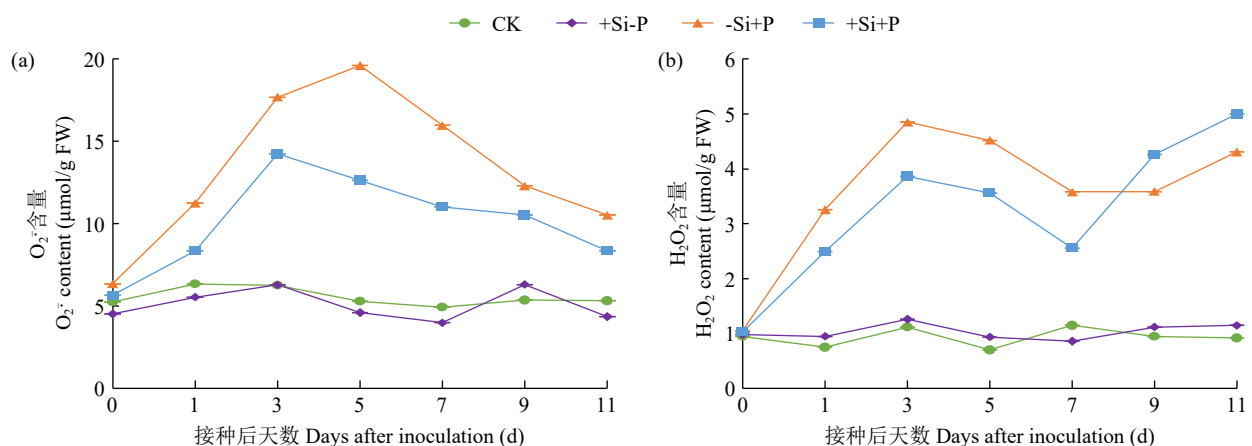 CK +Si-P -Si+P +Si+P
(a)
O₂⁻·含量
O₂⁻· content (μmol/g FW)
20
15
10
5
0
0 1 3 5 7 9 11
接种后天数 Days after inoculation (d)
(b)
H₂O₂含量
H₂O₂ content (μmol/g FW)
6
5
4
3
2
1
0
0 1 3 5 7 9 11
接种后天数 Days after inoculation (d)